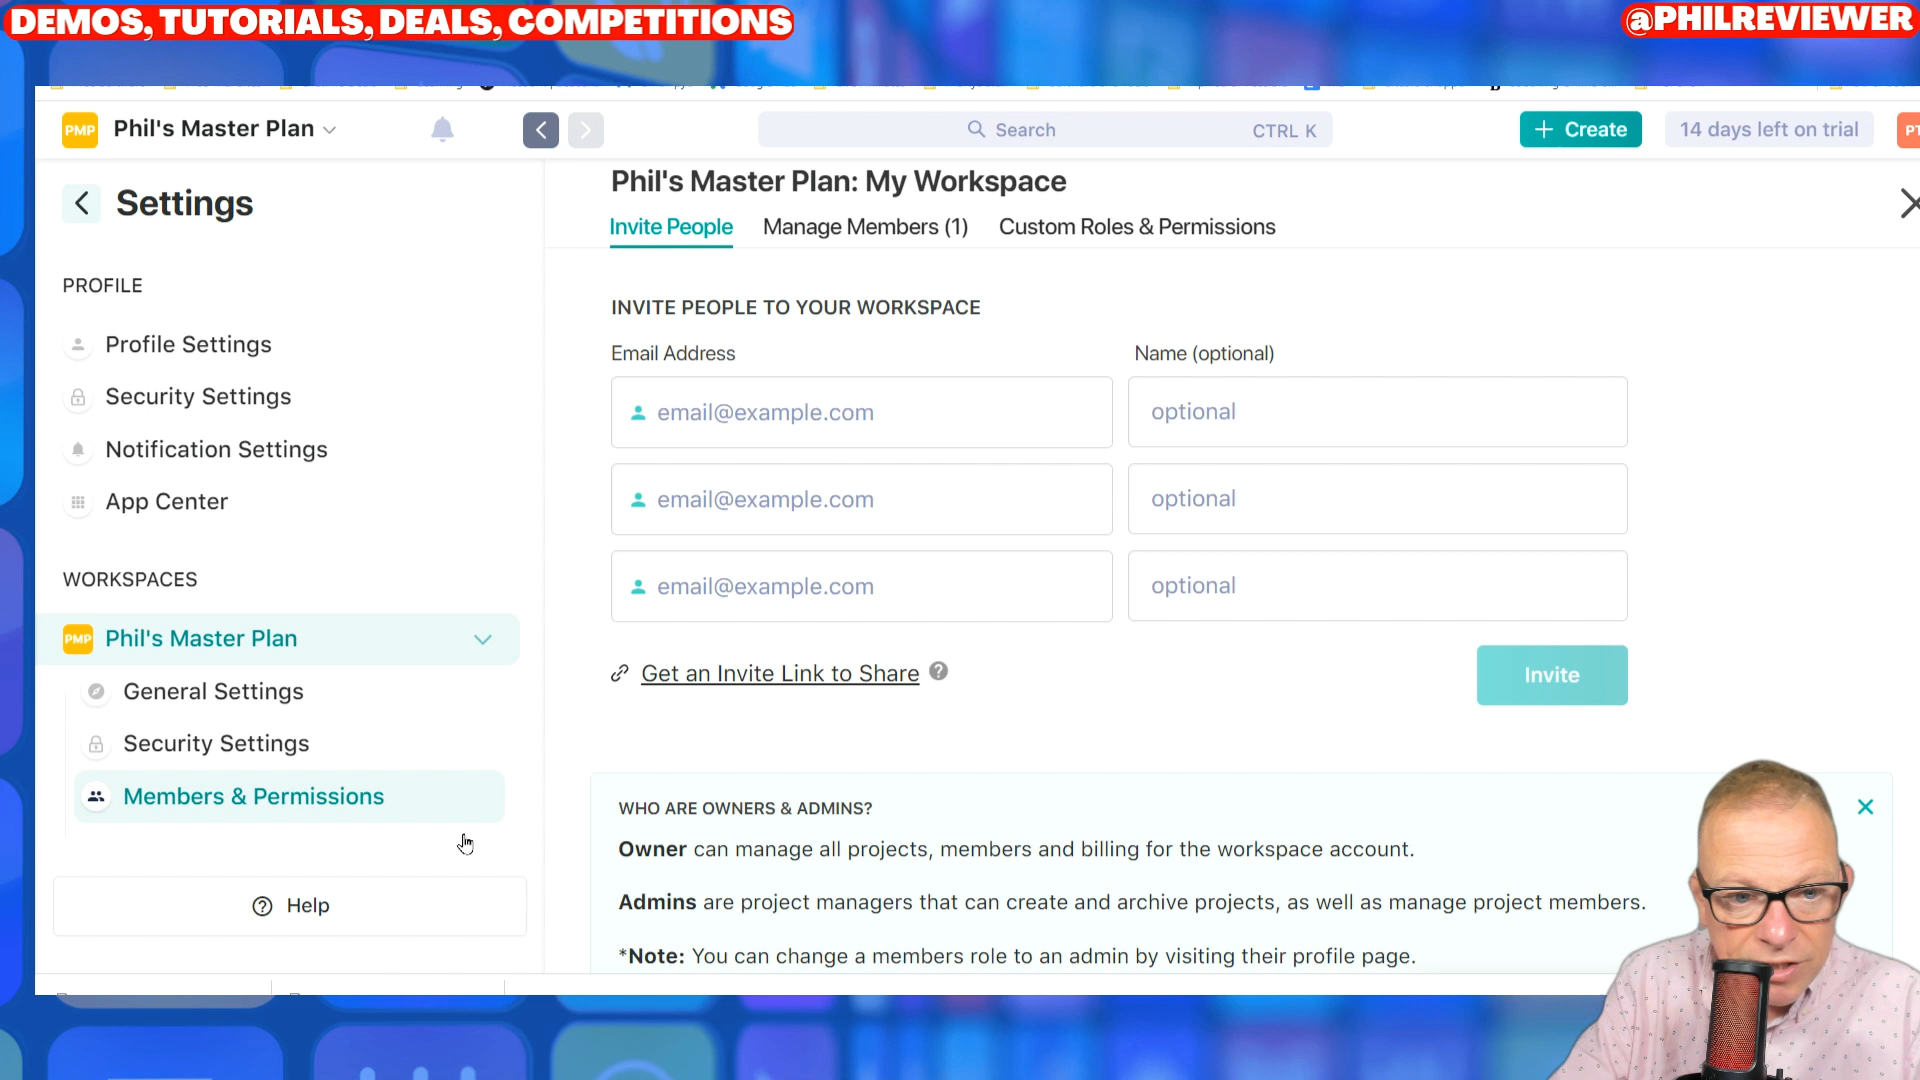 DEMOS, TUTORIALS, DEALS, COMPETITIONS
@PHILREVIEWER
PMP Phil's Master Plan
Search CTRL K
+ Create
14 days left on trial
PT
Settings
PROFILE
Profile Settings
Security Settings
Notification Settings
App Center
WORKSPACES
PMP Phil's Master Plan
General Settings
Security Settings
Members & Permissions
Help
Phil's Master Plan: My Workspace
Invite People Manage Members (1) Custom Roles & Permissions
INVITE PEOPLE TO YOUR WORKSPACE
Email Address Name (optional)
email@example.com optional
email@example.com optional
email@example.com optional
Get an Invite Link to Share ?
Invite
WHO ARE OWNERS & ADMINS?
Owner can manage all projects, members and billing for the workspace account.
Admins are project managers that can create and archive projects, as well as manage project members.
*Note: You can change a members role to an admin by visiting their profile page.